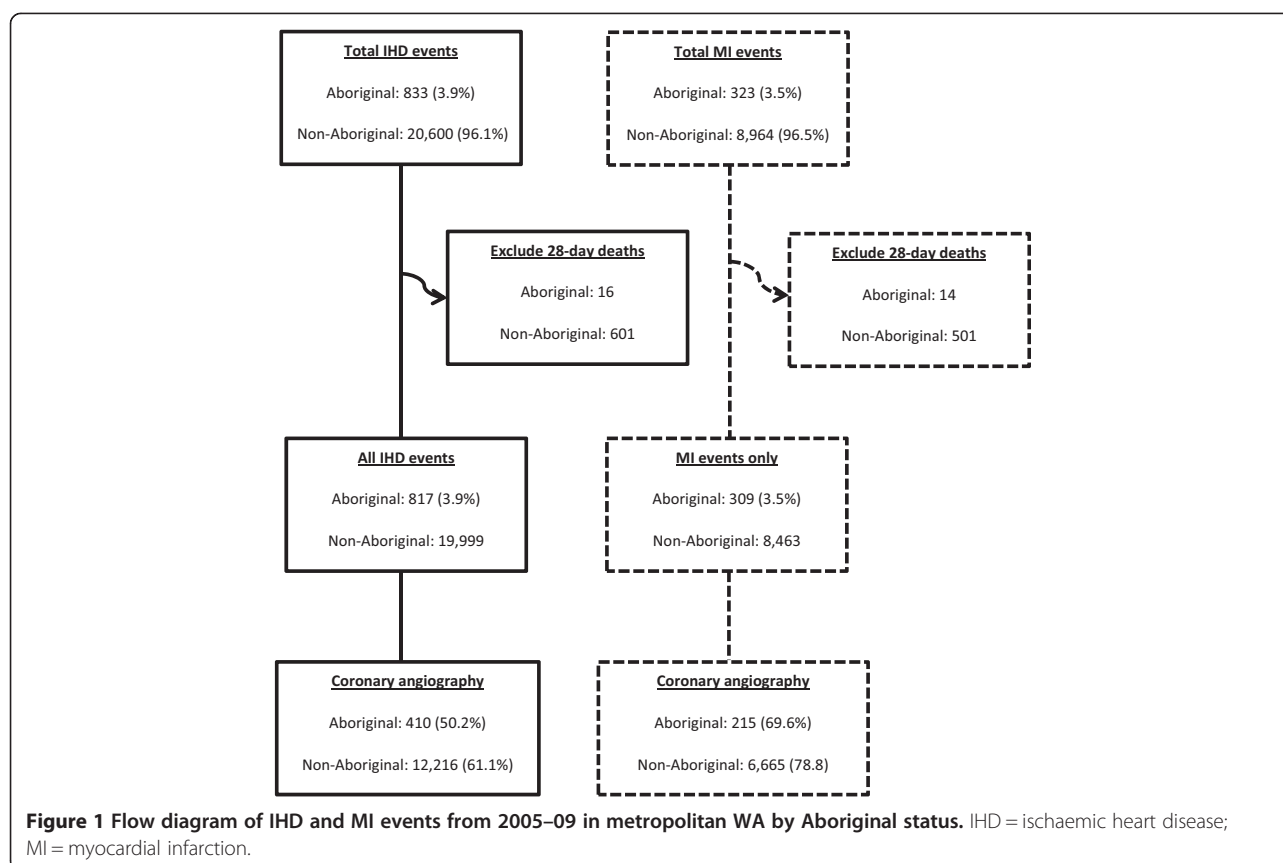 Total IHD events
Aboriginal: 833 (3.9%)
Non-Aboriginal: 20,600 (96.1%)
Total MI events
Aboriginal: 323 (3.5%)
Non-Aboriginal: 8,964 (96.5%)
Exclude 28-day deaths
Aboriginal: 16
Non-Aboriginal: 601
Exclude 28-day deaths
Aboriginal: 14
Non-Aboriginal: 501
All IHD events
Aboriginal: 817 (3.9%)
Non-Aboriginal: 19,999
MI events only
Aboriginal: 309 (3.5%)
Non-Aboriginal: 8,463
Coronary angiography
Aboriginal: 410 (50.2%)
Non-Aboriginal: 12,216 (61.1%)
Coronary angiography
Aboriginal: 215 (69.6%)
Non-Aboriginal: 6,665 (78.8)
Figure 1 Flow diagram of IHD and MI events from 2005–09 in metropolitan WA by Aboriginal status. IHD = ischaemic heart disease;
MI = myocardial infarction.